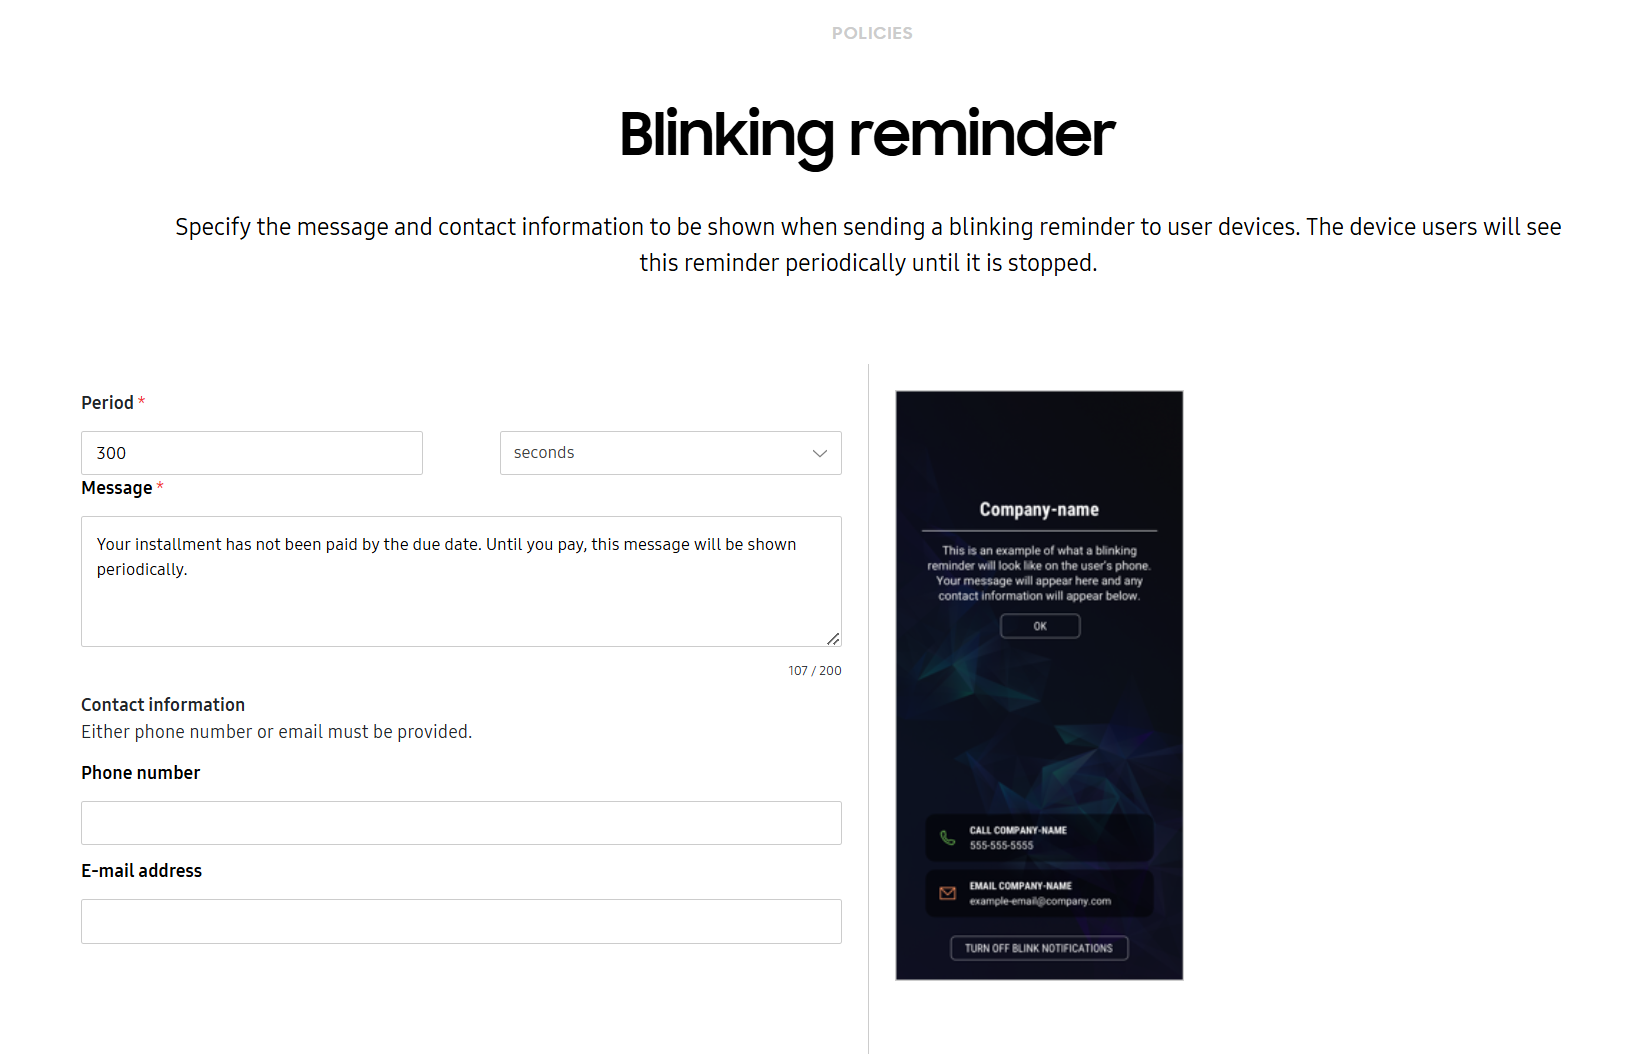 POLICIES
Blinking reminder
Specify the message and contact information to be shown when sending a blinking reminder to user devices. The device users will see
this reminder periodically until it is stopped.
Period *
300
seconds
Message *
Your installment has not been paid by the due date. Until you pay, this message will be shown
periodically.
107 / 200
Contact information
Either phone number or email must be provided.
Phone number
E-mail address
Company-name
This is an example of what a blinking
reminder will look like on the user's phone.
Your message will appear here and any
contact information will appear below.
OK
CALL COMPANY-NAME
555-555-5555
EMAIL COMPANY-NAME
example-email@company.com
TURN OFF BLINK NOTIFICATIONS